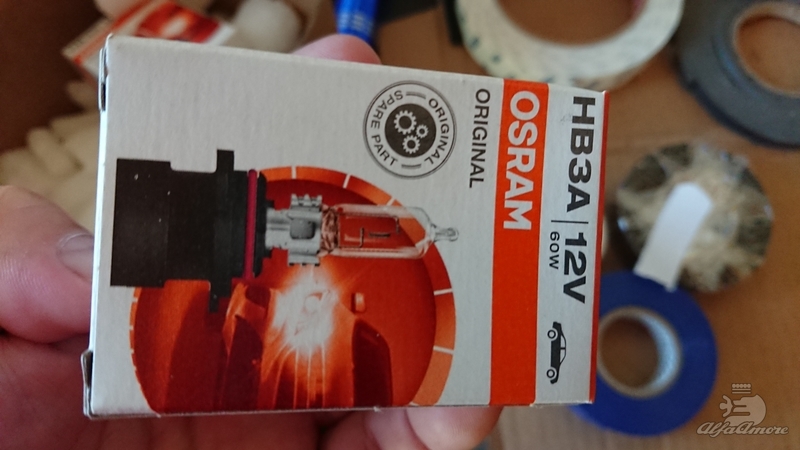 HB3A | 12V
60W
OSRAM
ORIGINAL
ORIGINAL
SPARE PART
AlfaAmore